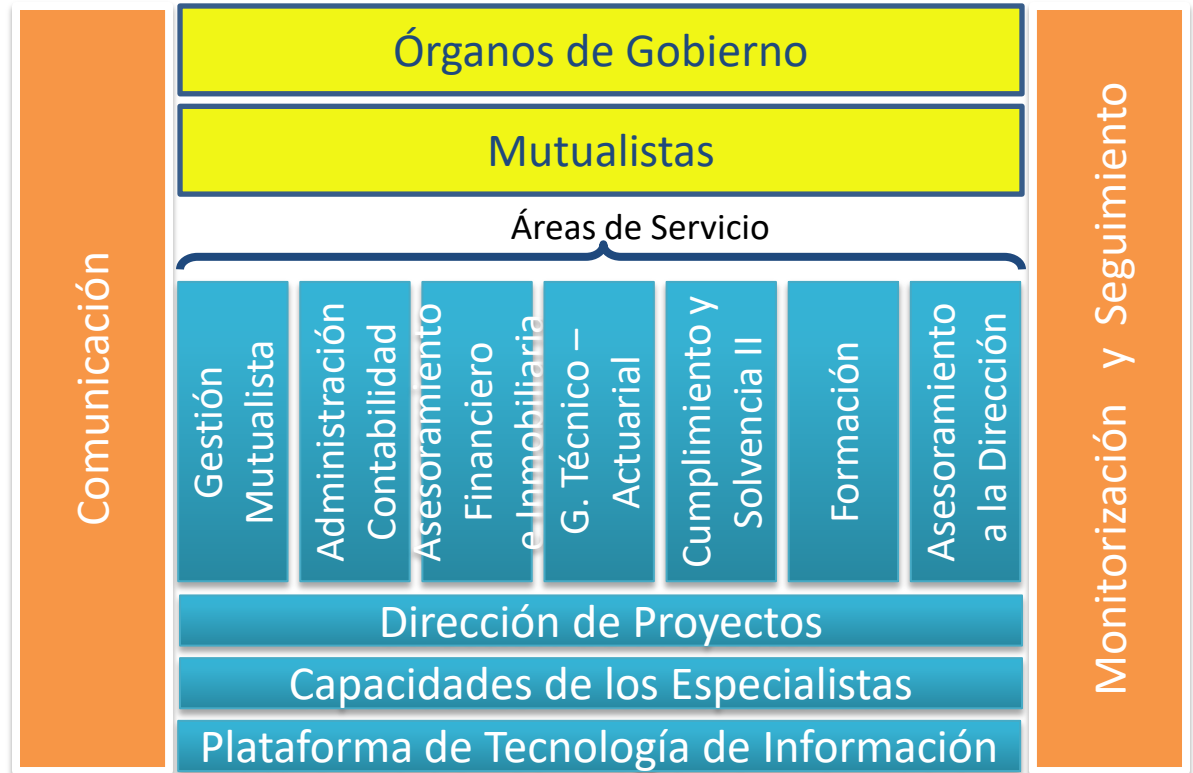 Comunicación
Órganos de Gobierno
Mutualistas
Áreas de Servicio
Gestión
Mutualista
Administración
Contabilidad
Asesoramiento
Financiero
e Inmobiliaria
G. Técnico –
Actuarial
Cumplimiento y
Solvencia II
Formación
Asesoramiento
a la Dirección
Dirección de Proyectos
Capacidades de los Especialistas
Plataforma de Tecnología de Información
Monitorización y Seguimiento